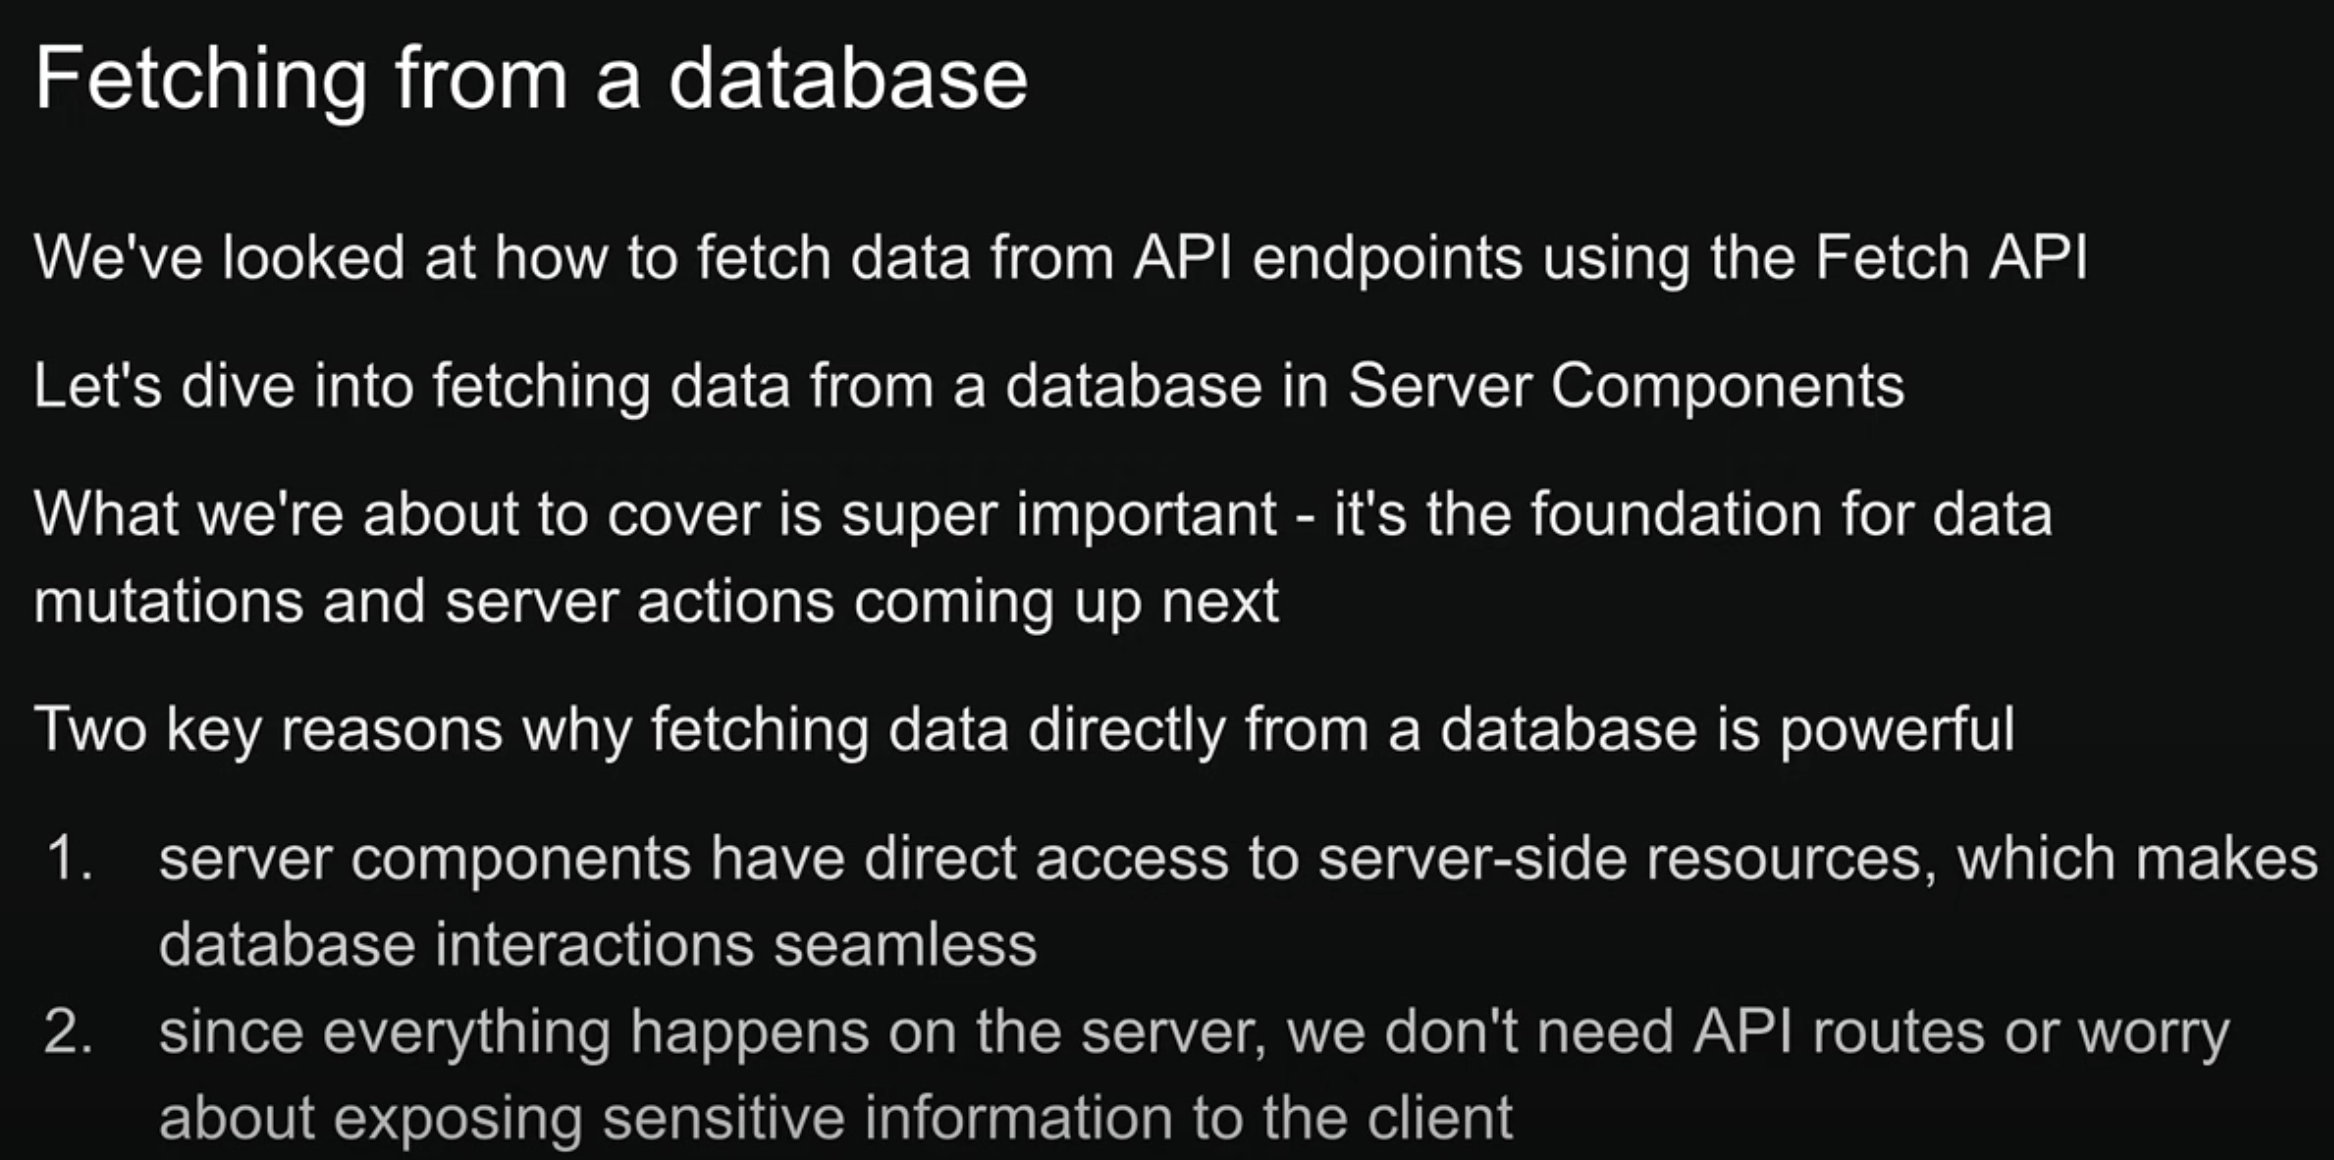 Fetching from a database
We've looked at how to fetch data from API endpoints using the Fetch API
Let's dive into fetching data from a database in Server Components
What we're about to cover is super important - it's the foundation for data
mutations and server actions coming up next
Two key reasons why fetching data directly from a database is powerful
1. server components have direct access to server-side resources, which makes
database interactions seamless
2. since everything happens on the server, we don't need API routes or worry
about exposing sensitive information to the client